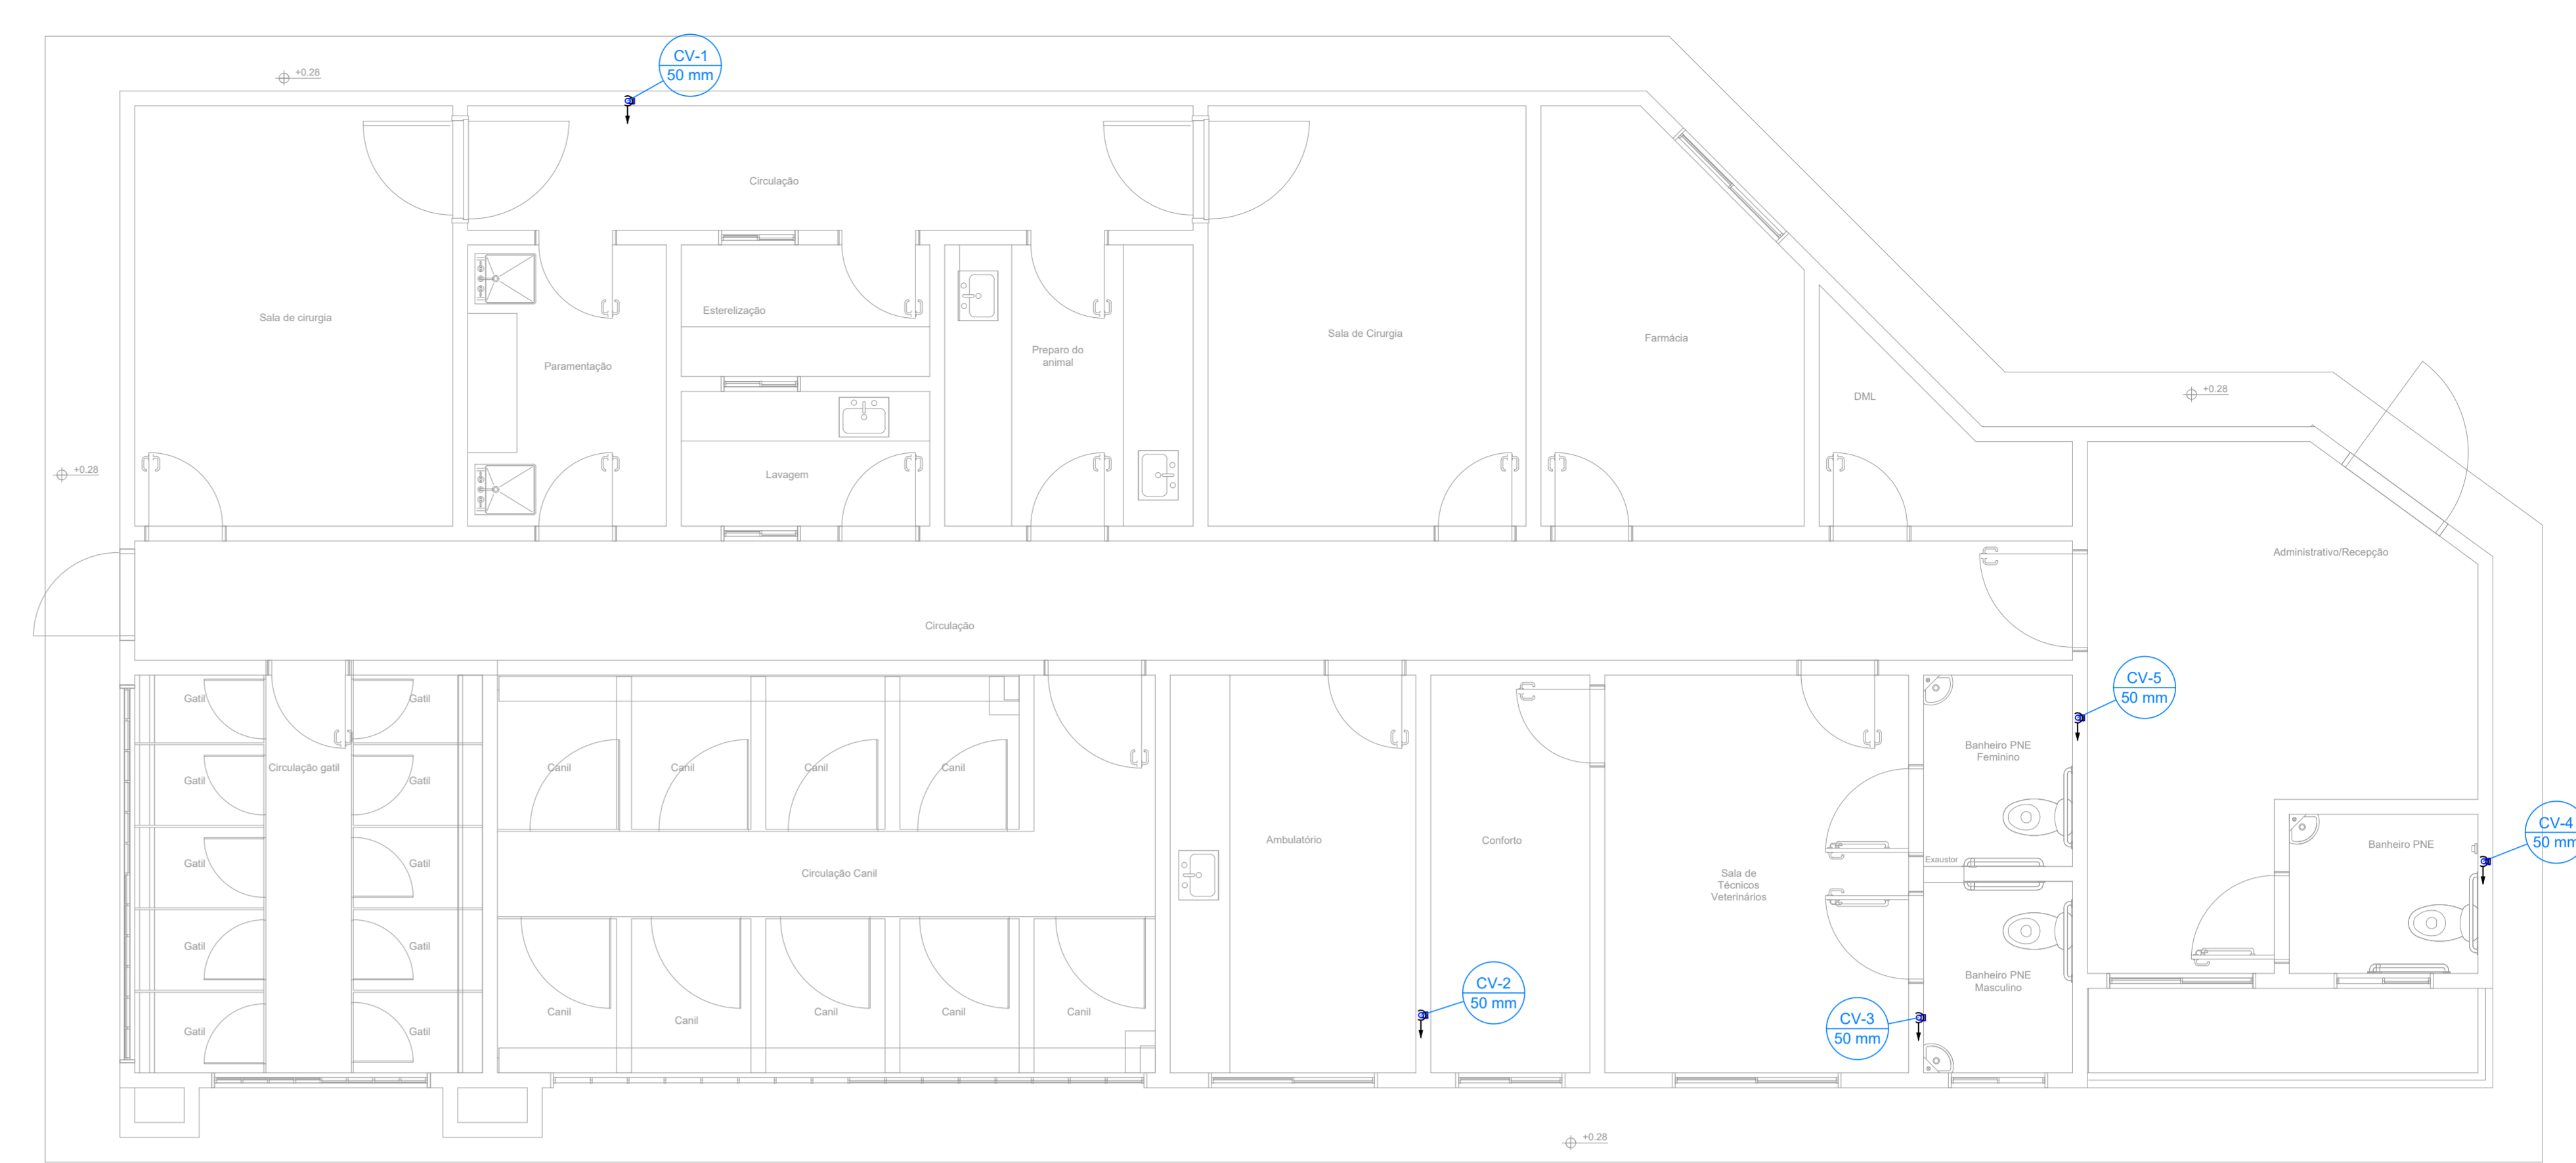 CV-1
50 mm
+0.28
Circulação
Sala de cirurgia
Esterelização
Paramentação
Preparo do
animal
Sala de Cirurgia
Farmácia
DML
+0.28
+0.28
Lavagem
Administrativo/Recepção
Circulação
CV-5
50 mm
Gatil
Gatil
Banheiro PNE
Feminino
Circulação gatil
Canil
Canil
Canil
Canil
Gatil
Gatil
CV-4
50 mm
Ambulatório
Conforto
Banheiro PNE
Exaustor
Gatil
Gatil
Circulação Canil
Sala de
Técnicos
Veterinários
Gatil
Gatil
Banheiro PNE
Masculino
CV-2
50 mm
Canil
Canil
Canil
Canil
Canil
CV-3
50 mm
Gatil
Gatil
+0.28